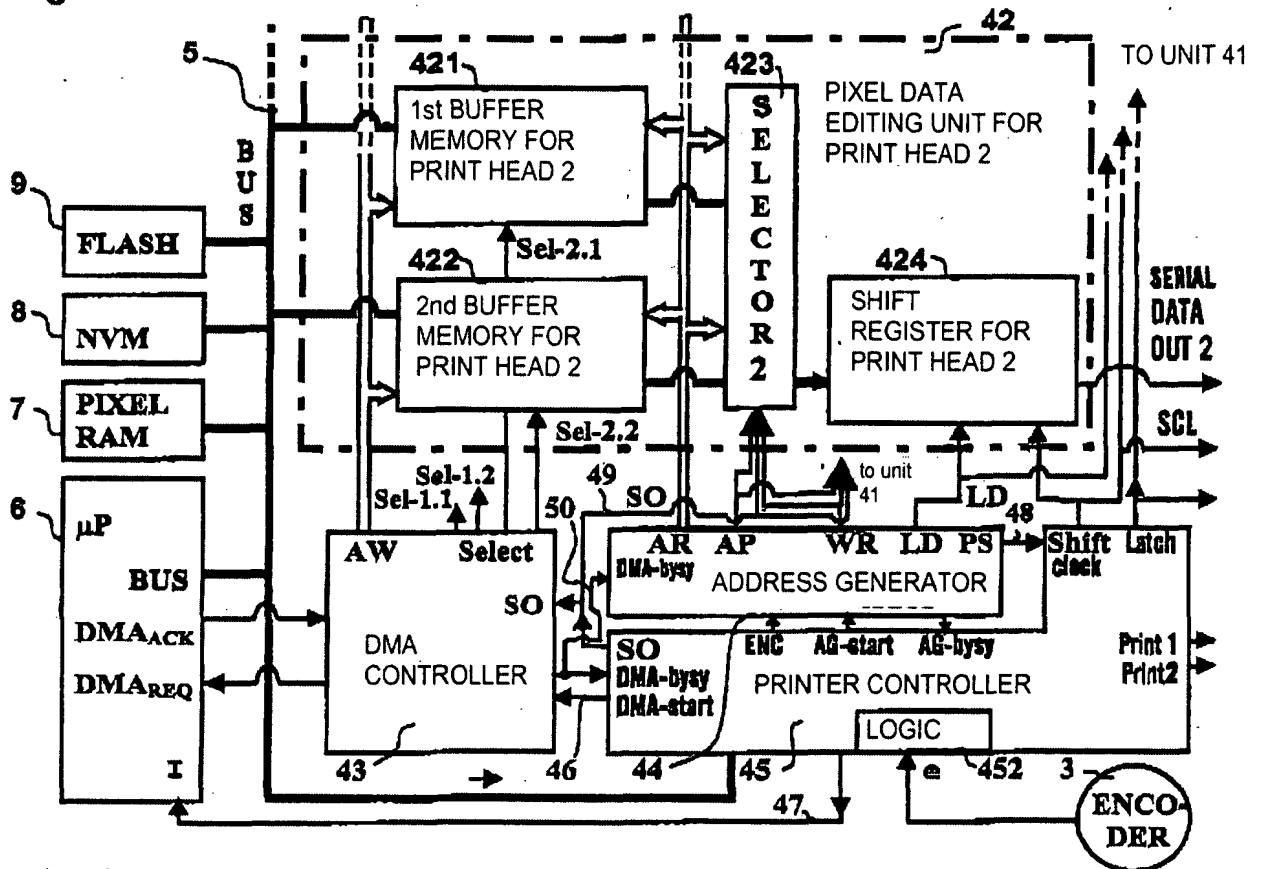 42
TO UNIT 41
5
421
423
1st BUFFER
MEMORY FOR
PRINT HEAD 2
SELECTOR 2
PIXEL DATA
EDITING UNIT FOR
PRINT HEAD 2
BUS
9
FLASH
Sel-2.1
422
424
8
NVM
2nd BUFFER
MEMORY FOR
PRINT HEAD 2
SHIFT
REGISTER FOR
PRINT HEAD 2
SERIAL
DATA
OUT 2
7
PIXEL
RAM
Sel-2.2
SCL
Sel-1.2
Sel-1.1
49
SO
to unit
41
LD
6
µP
50
48
AW
Select
AR
AP
WR
LD
PS
Shift
clock
Latch
DMA-bysy
ADDRESS GENERATOR
BUS
SO
DMA ACK
DMA
CONTROLLER
SO
ENC
AG-start
AG-bysy
Print 1
Print2
DMA REQ
DMA-bysy
DMA-start
PRINTER CONTROLLER
LOGIC
I
43
46
44
45
e
452
3
47
ENCO-
DER